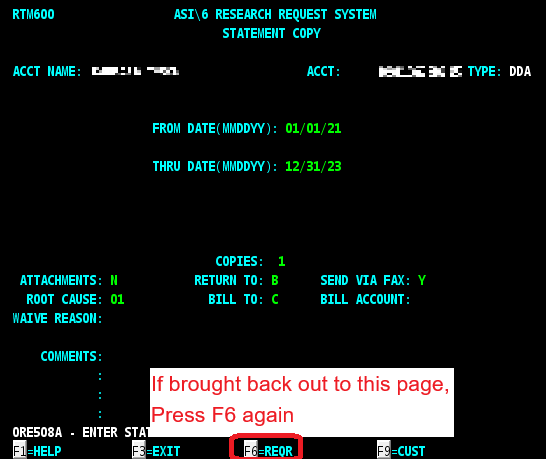 RTM600 ASI\6 RESEARCH REQUEST SYSTEM
STATEMENT COPY
ACCT NAME: ACCT: TYPE: DDA
FROM DATE(MMDDYY): 01/01/21
THRU DATE(MMDDYY): 12/31/23
COPIES: 1
ATTACHMENTS: N RETURN TO: B SEND VIA FAX: Y
ROOT CAUSE: 01 BILL TO: C BILL ACCOUNT:
WAIVE REASON:
COMMENTS:
:
:
:
If brought back out to this page,
Press F6 again
ORE508A - ENTER STAT
F1=HELP F3=EXIT F6=REQR F9=CUST